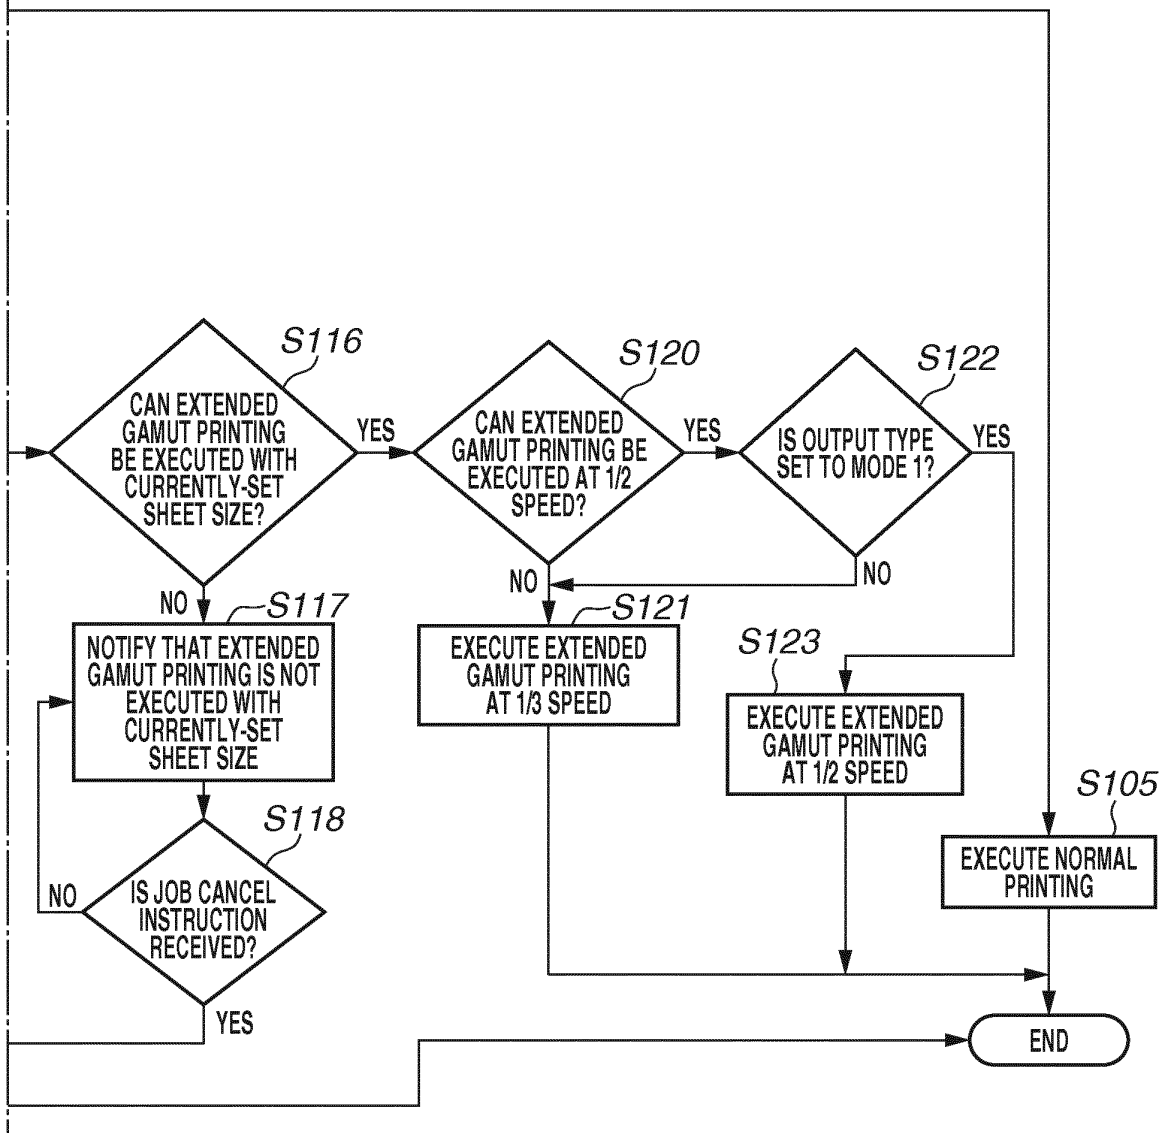 S116
CAN EXTENDED
GAMUT PRINTING
BE EXECUTED WITH
CURRENTLY-SET
SHEET SIZE?
YES
NO
S120
CAN EXTENDED
GAMUT PRINTING BE
EXECUTED AT 1/2
SPEED?
YES
NO
S122
IS OUTPUT TYPE
SET TO MODE 1?
YES
NO
S117
NOTIFY THAT EXTENDED
GAMUT PRINTING IS NOT
EXECUTED WITH
CURRENTLY-SET
SHEET SIZE
S121
EXECUTE EXTENDED
GAMUT PRINTING
AT 1/3 SPEED
S123
EXECUTE EXTENDED
GAMUT PRINTING
AT 1/2 SPEED
S118
IS JOB CANCEL
INSTRUCTION
RECEIVED?
NO
YES
S105
EXECUTE NORMAL
PRINTING
END